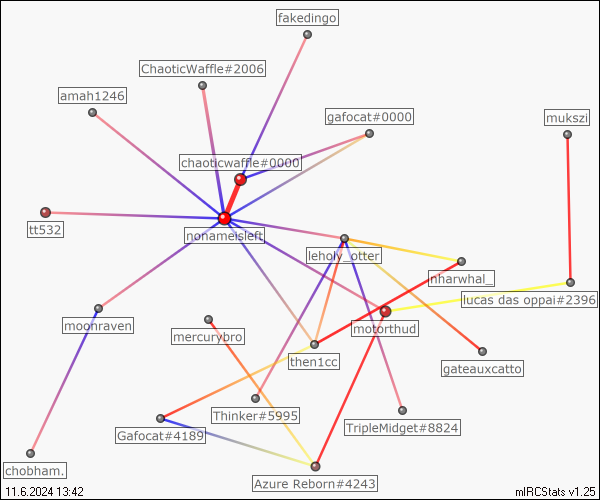 fakedingo
ChaoticWaffle#2006
amah1246
gafocat#0000
mukszi
chaoticwaffle#0000
tt532
nonameisleft
leholy_otter
nharwhal_
lucas das oppai#2396
moonraven
mercurybro
motorthud
then1cc
gateauxcatto
Thinker#5995
TripleMidget#8824
Gafocat#4189
chobham.
Azure Reborn#4243
11.6.2024 13:42
mIRCStats v1.25